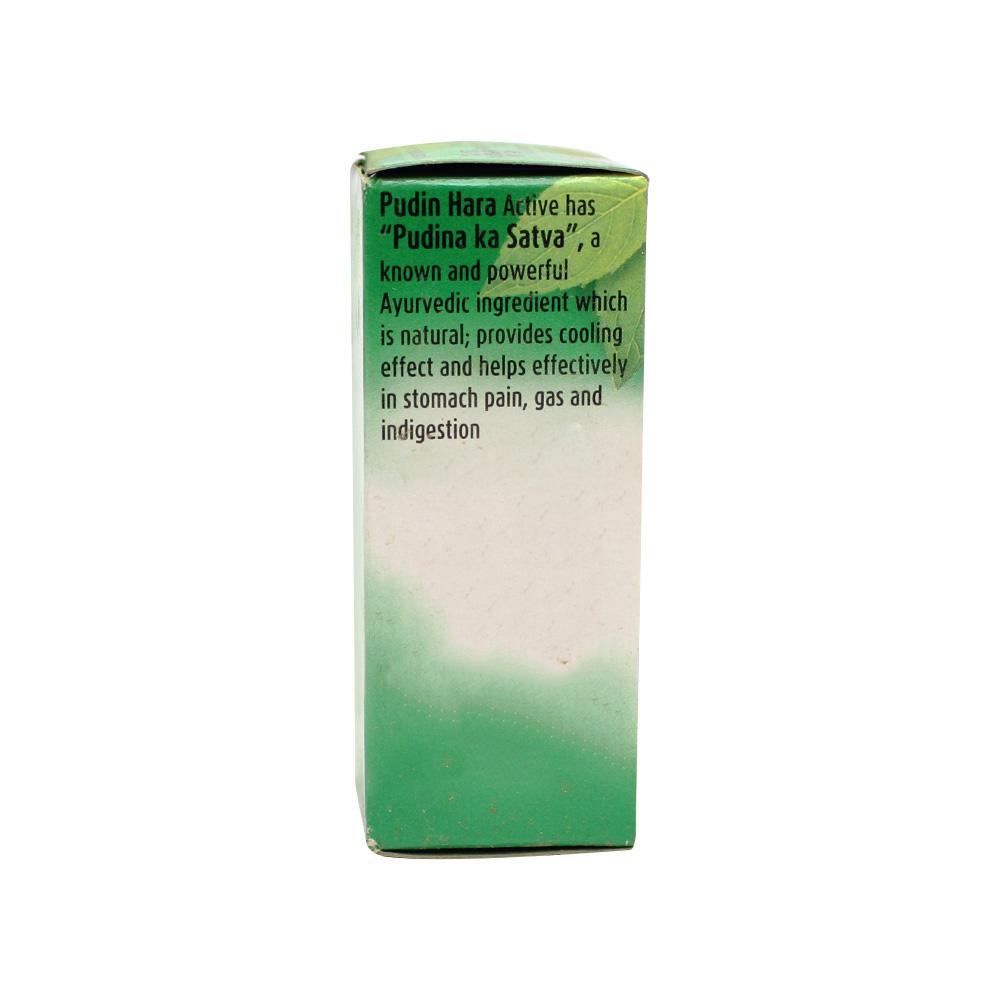 Pudin Hara Active has
“Pudina ka Satva”, a
known and powerful
Ayurvedic ingredient which
is natural; provides cooling
effect and helps effectively
in stomach pain, gas and
indigestion